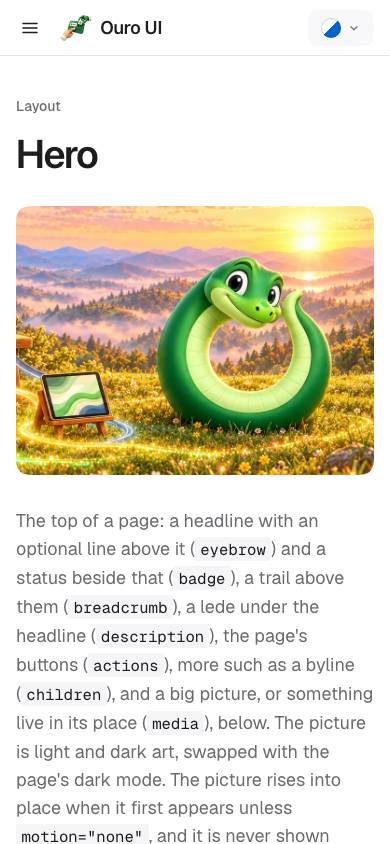 Ouro UI
Layout
Hero
The top of a page: a headline with an
optional line above it ( eyebrow ) and a
status beside that ( badge ), a trail above
them ( breadcrumb ), a lede under the
headline ( description ), the page's
buttons ( actions ), more such as a byline
( children ), and a big picture, or something
live in its place ( media ), below. The picture
is light and dark art, swapped with the
page's dark mode. The picture rises into
place when it first appears unless
motion="none" , and it is never shown